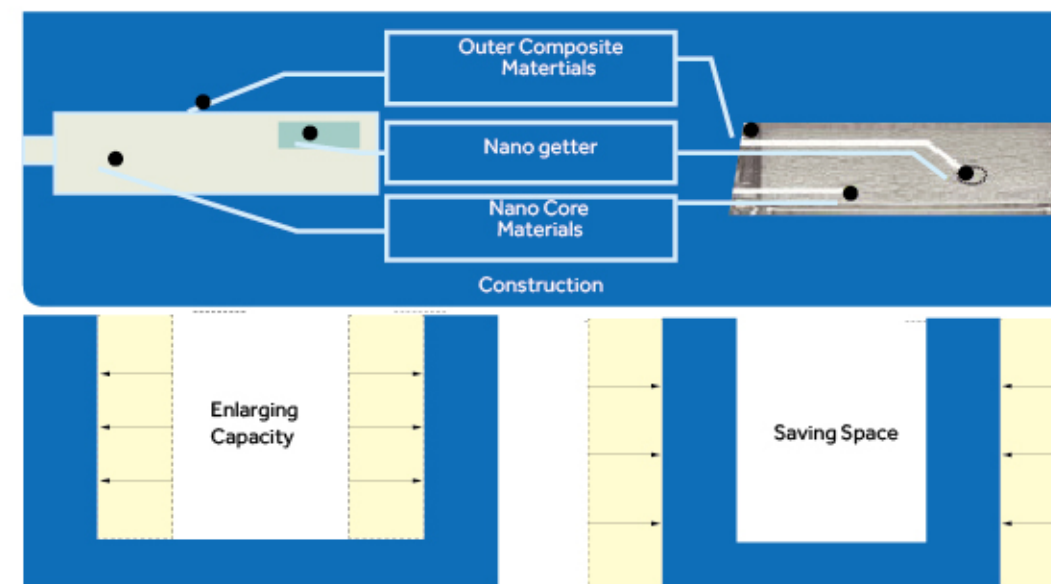 Outer Composite
Matertials
Nano getter
Nano Core
Materials
Construction
Enlarging
Capacity
Saving Space